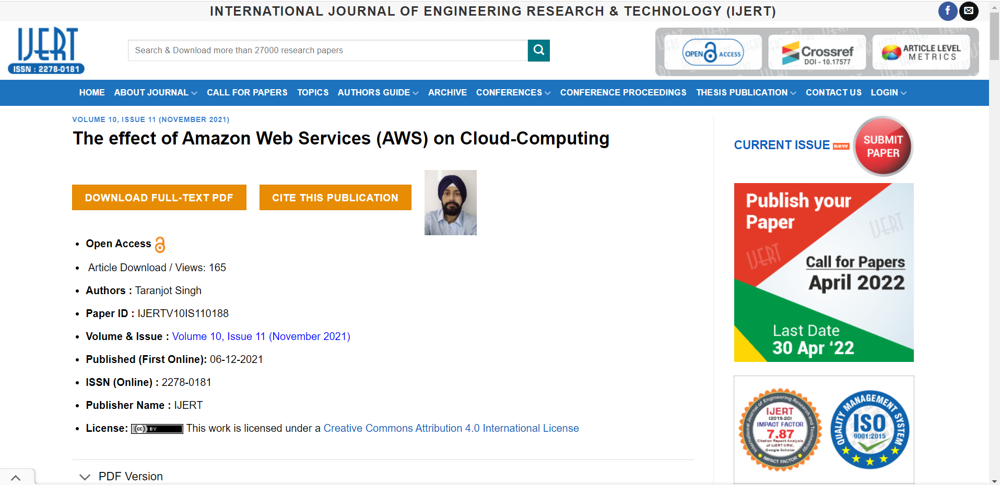 INTERNATIONAL JOURNAL OF ENGINEERING RESEARCH & TECHNOLOGY (IJERT)
IJERT
ISSN : 2278-0181
Search & Download more than 27000 research papers
OPEN ACCESS
Crossref
DOI - 10.17577
ARTICLE LEVEL
METRICS
HOME ABOUT JOURNAL CALL FOR PAPERS TOPICS AUTHORS GUIDE ARCHIVE CONFERENCES CONFERENCE PROCEEDINGS THESIS PUBLICATION CONTACT US LOGIN
VOLUME 10, ISSUE 11 (NOVEMBER 2021)
The effect of Amazon Web Services (AWS) on Cloud-Computing
DOWNLOAD FULL-TEXT PDF
CITE THIS PUBLICATION
• Open Access
• Article Download / Views: 165
• Authors : Taranjot Singh
• Paper ID : IJERTV10IS110188
• Volume & Issue : Volume 10, Issue 11 (November 2021)
• Published (First Online): 06-12-2021
• ISSN (Online) : 2278-0181
• Publisher Name : IJERT
• License: (cc) BY This work is licensed under a Creative Commons Attribution 4.0 International License
PDF Version
CURRENT ISSUE new
SUBMIT
PAPER
Publish your
Paper
IJERT
IJERT
Call for Papers
April 2022
Last Date
30 Apr ‘22
International Journal of Engineering Research and Technology
IJERT
(2019-20)
IMPACT FACTOR
7.87
Citation Report Analysis
of IJERT CRM,
Google Scholar
IMPACT FACTOR
QUALITY MANAGEMENT SYSTEM
ISO
9001:2015